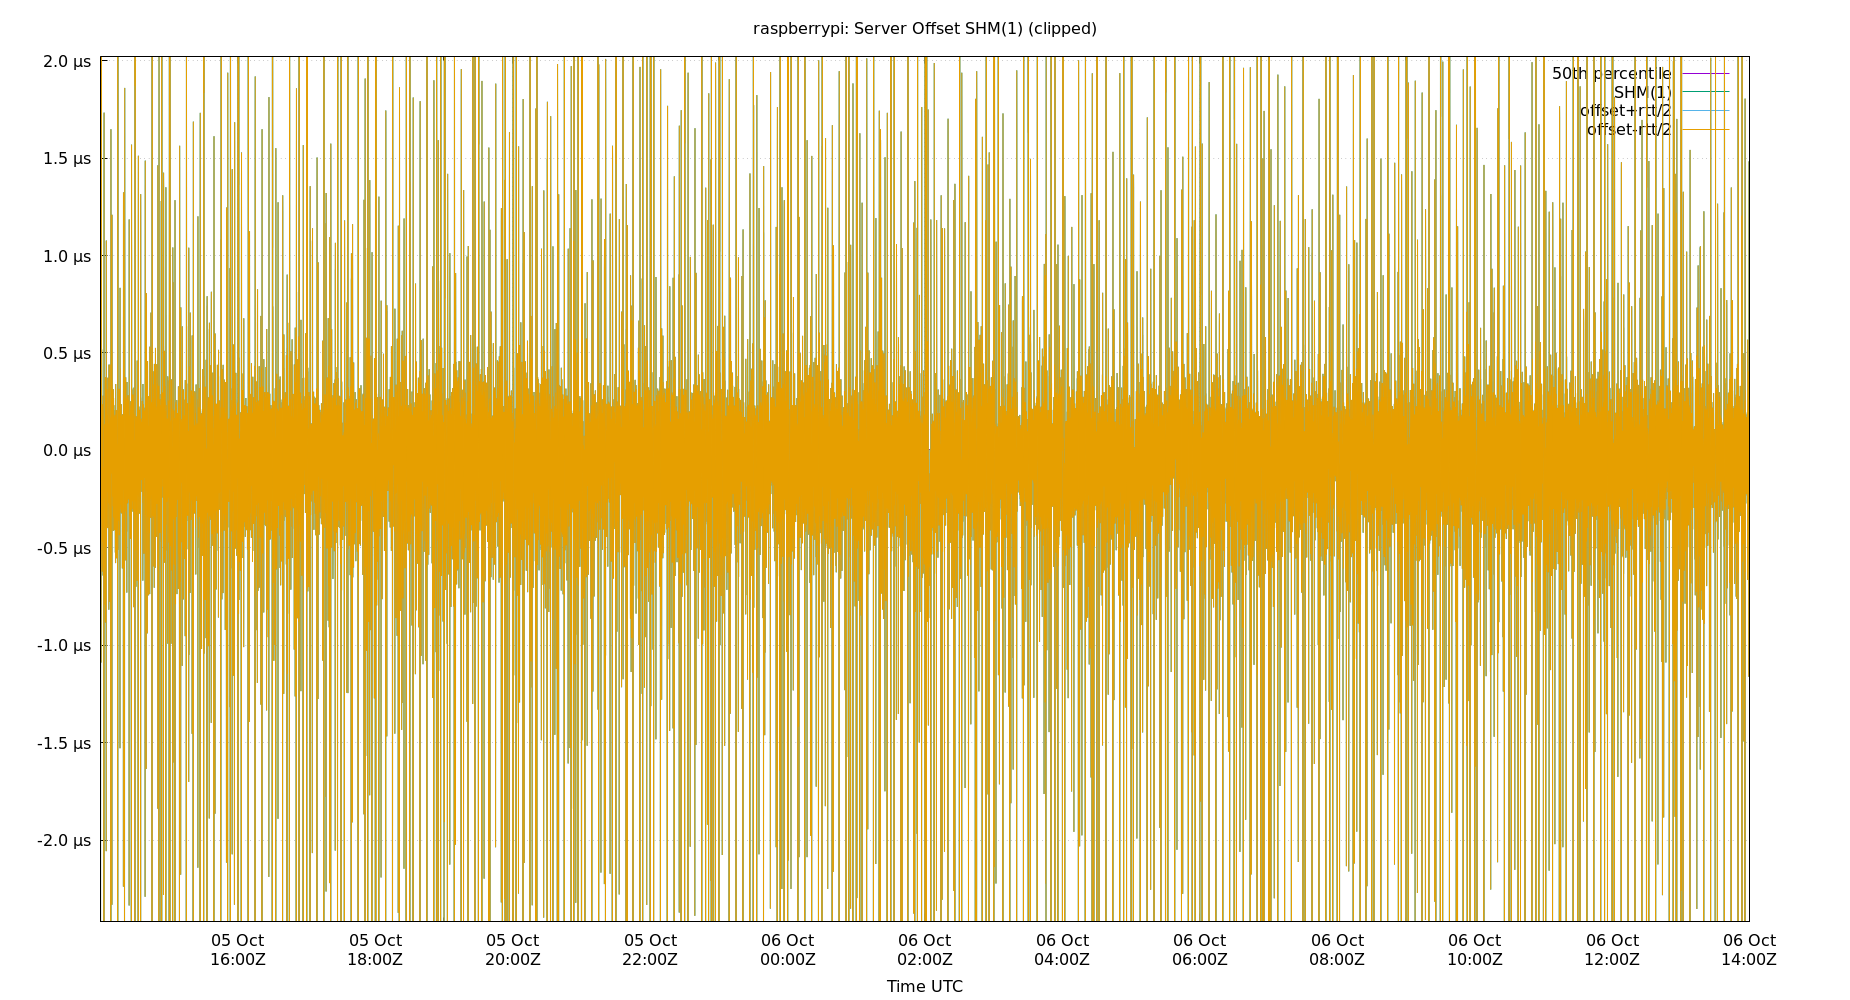 raspberrypi: Server Offset SHM(1) (clipped)
2.0 µs
1.5 µs
1.0 µs
0.5 µs
0.0 µs
-0.5 µs
-1.0 µs
-1.5 µs
-2.0 µs
50th percentile
SHM(1)
offset+rtt/2
offset-rtt/2
05 Oct 05 Oct 05 Oct 05 Oct 06 Oct 06 Oct 06 Oct 06 Oct 06 Oct 06 Oct 06 Oct 06 Oct
16:00Z 18:00Z 20:00Z 22:00Z 00:00Z 02:00Z 04:00Z 06:00Z 08:00Z 10:00Z 12:00Z 14:00Z
Time UTC